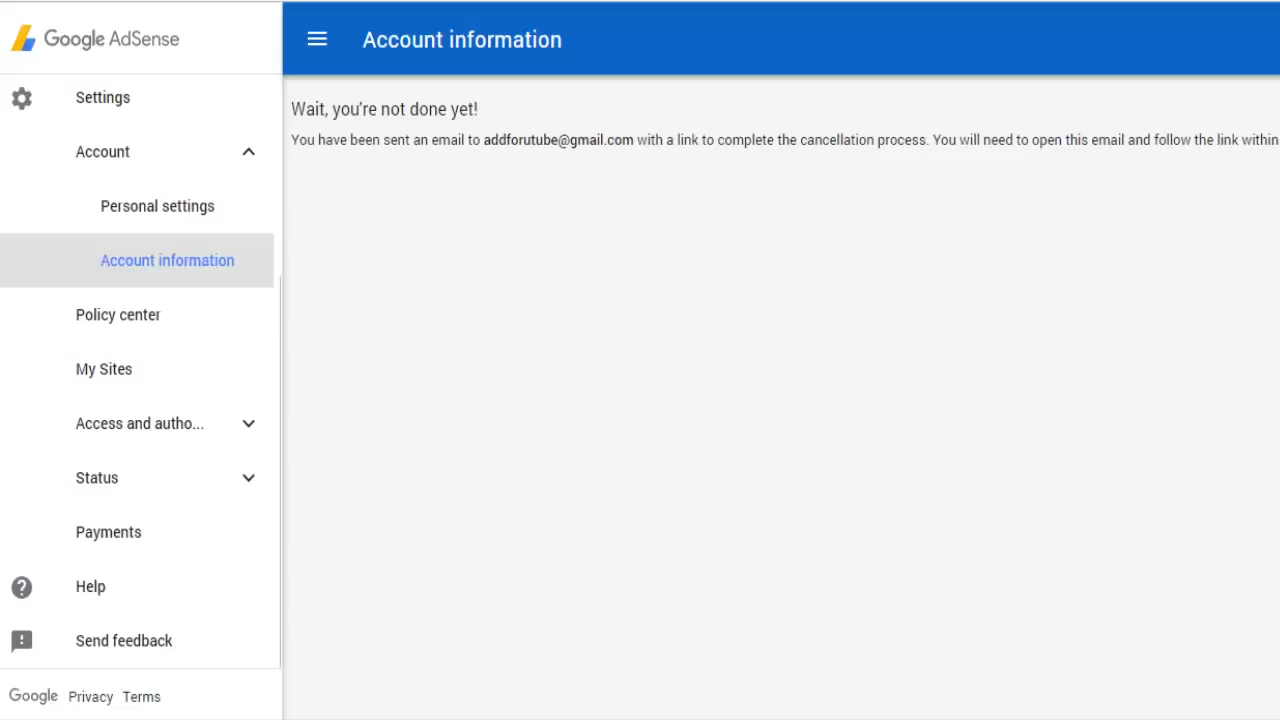 Google AdSense
Account information
Settings
Account
Personal settings
Account information
Policy center
My Sites
Access and autho...
Status
Payments
Help
Send feedback
Google Privacy Terms
Wait, you're not done yet!
You have been sent an email to addforutube@gmail.com with a link to complete the cancellation process. You will need to open this email and follow the link within